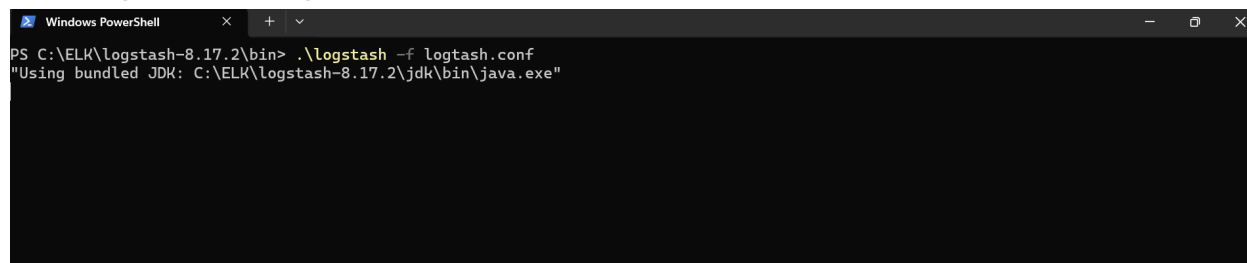 Windows PowerShell
PS C:\ELK\logstash-8.17.2\bin> .\logstash -f logtash.conf
"Using bundled JDK: C:\ELK\logstash-8.17.2\jdk\bin\java.exe"